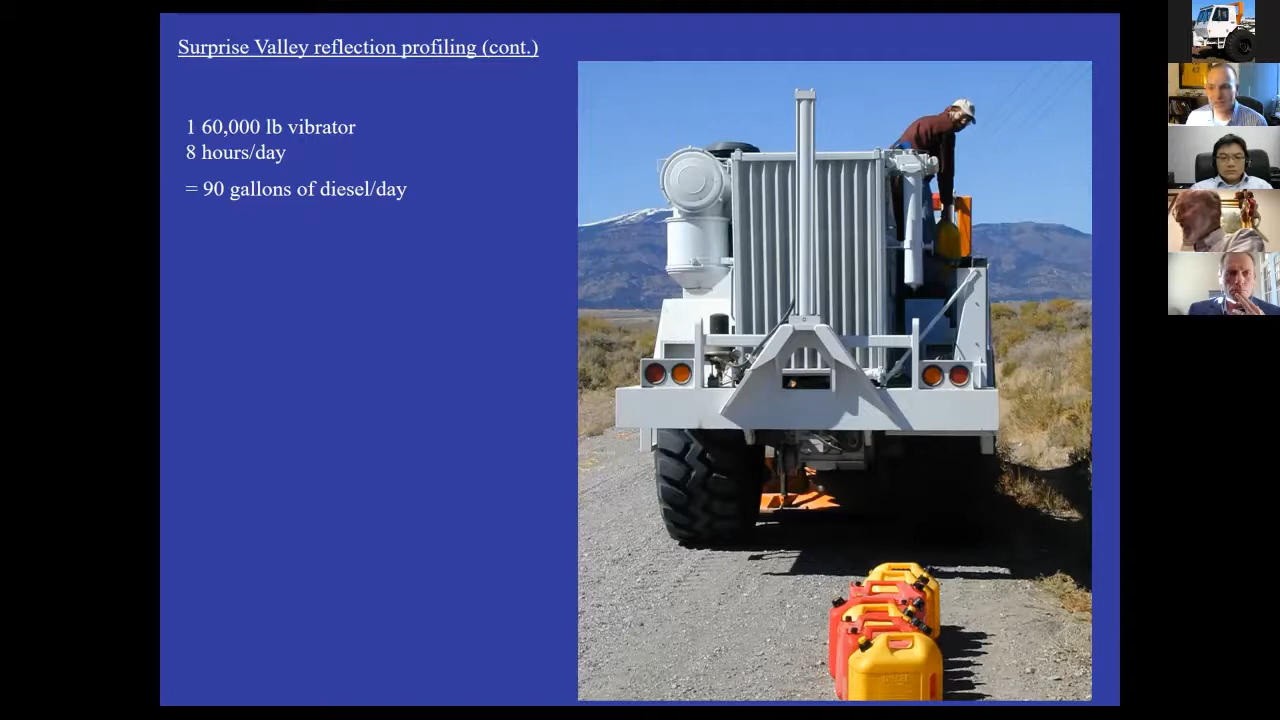 Surprise Valley reflection profiling (cont.)
1 60,000 lb vibrator
8 hours/day
= 90 gallons of diesel/day